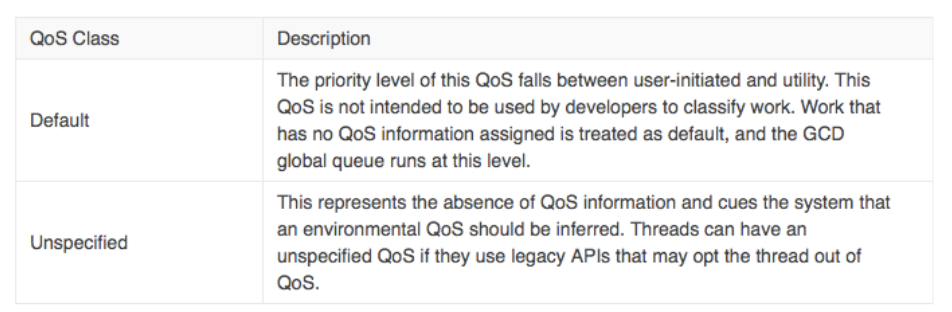 QoS Class
Description
Default
The priority level of this QoS falls between user-initiated and utility. This
QoS is not intended to be used by developers to classify work. Work that
has no QoS information assigned is treated as default, and the GCD
global queue runs at this level.
Unspecified
This represents the absence of QoS information and cues the system that
an environmental QoS should be inferred. Threads can have an
unspecified QoS if they use legacy APIs that may opt the thread out of
QoS.